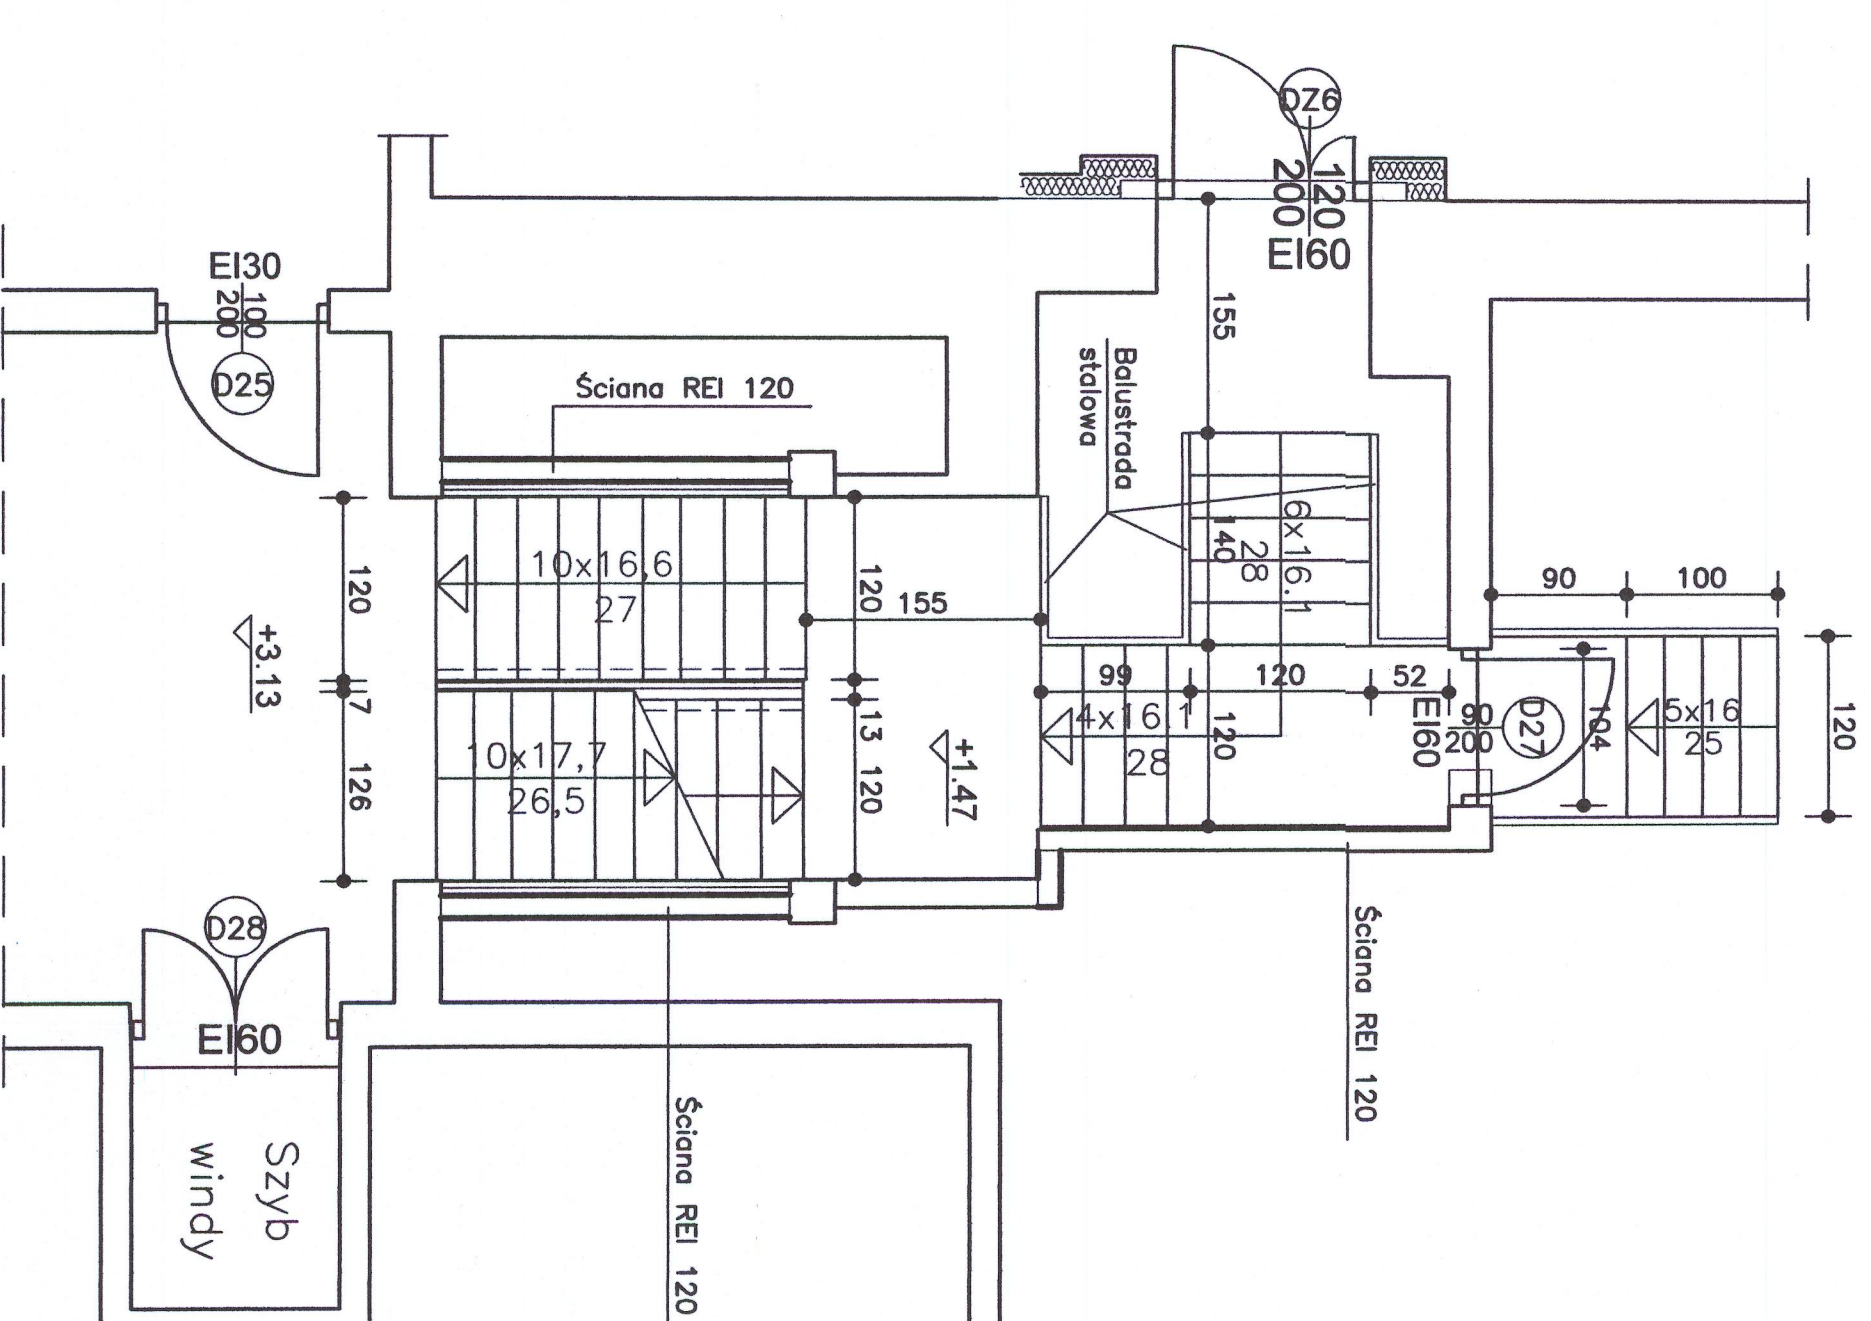 DZ6
120
200
EI60
EI30
100
200
D25
155
Balustrada
stalowa
Ściana REI 120
6x16.1
28
140
10x16,6
27
120
120
155
90
100
+3.13
7
99
120
52
4x16.1
28
120
EI60
90
200
D27
104
5x16
25
120
10x17,7
26,5
13
120
+1.47
126
D28
EI60
Ściana REI 120
Ściana REI 120
Szyb
windy